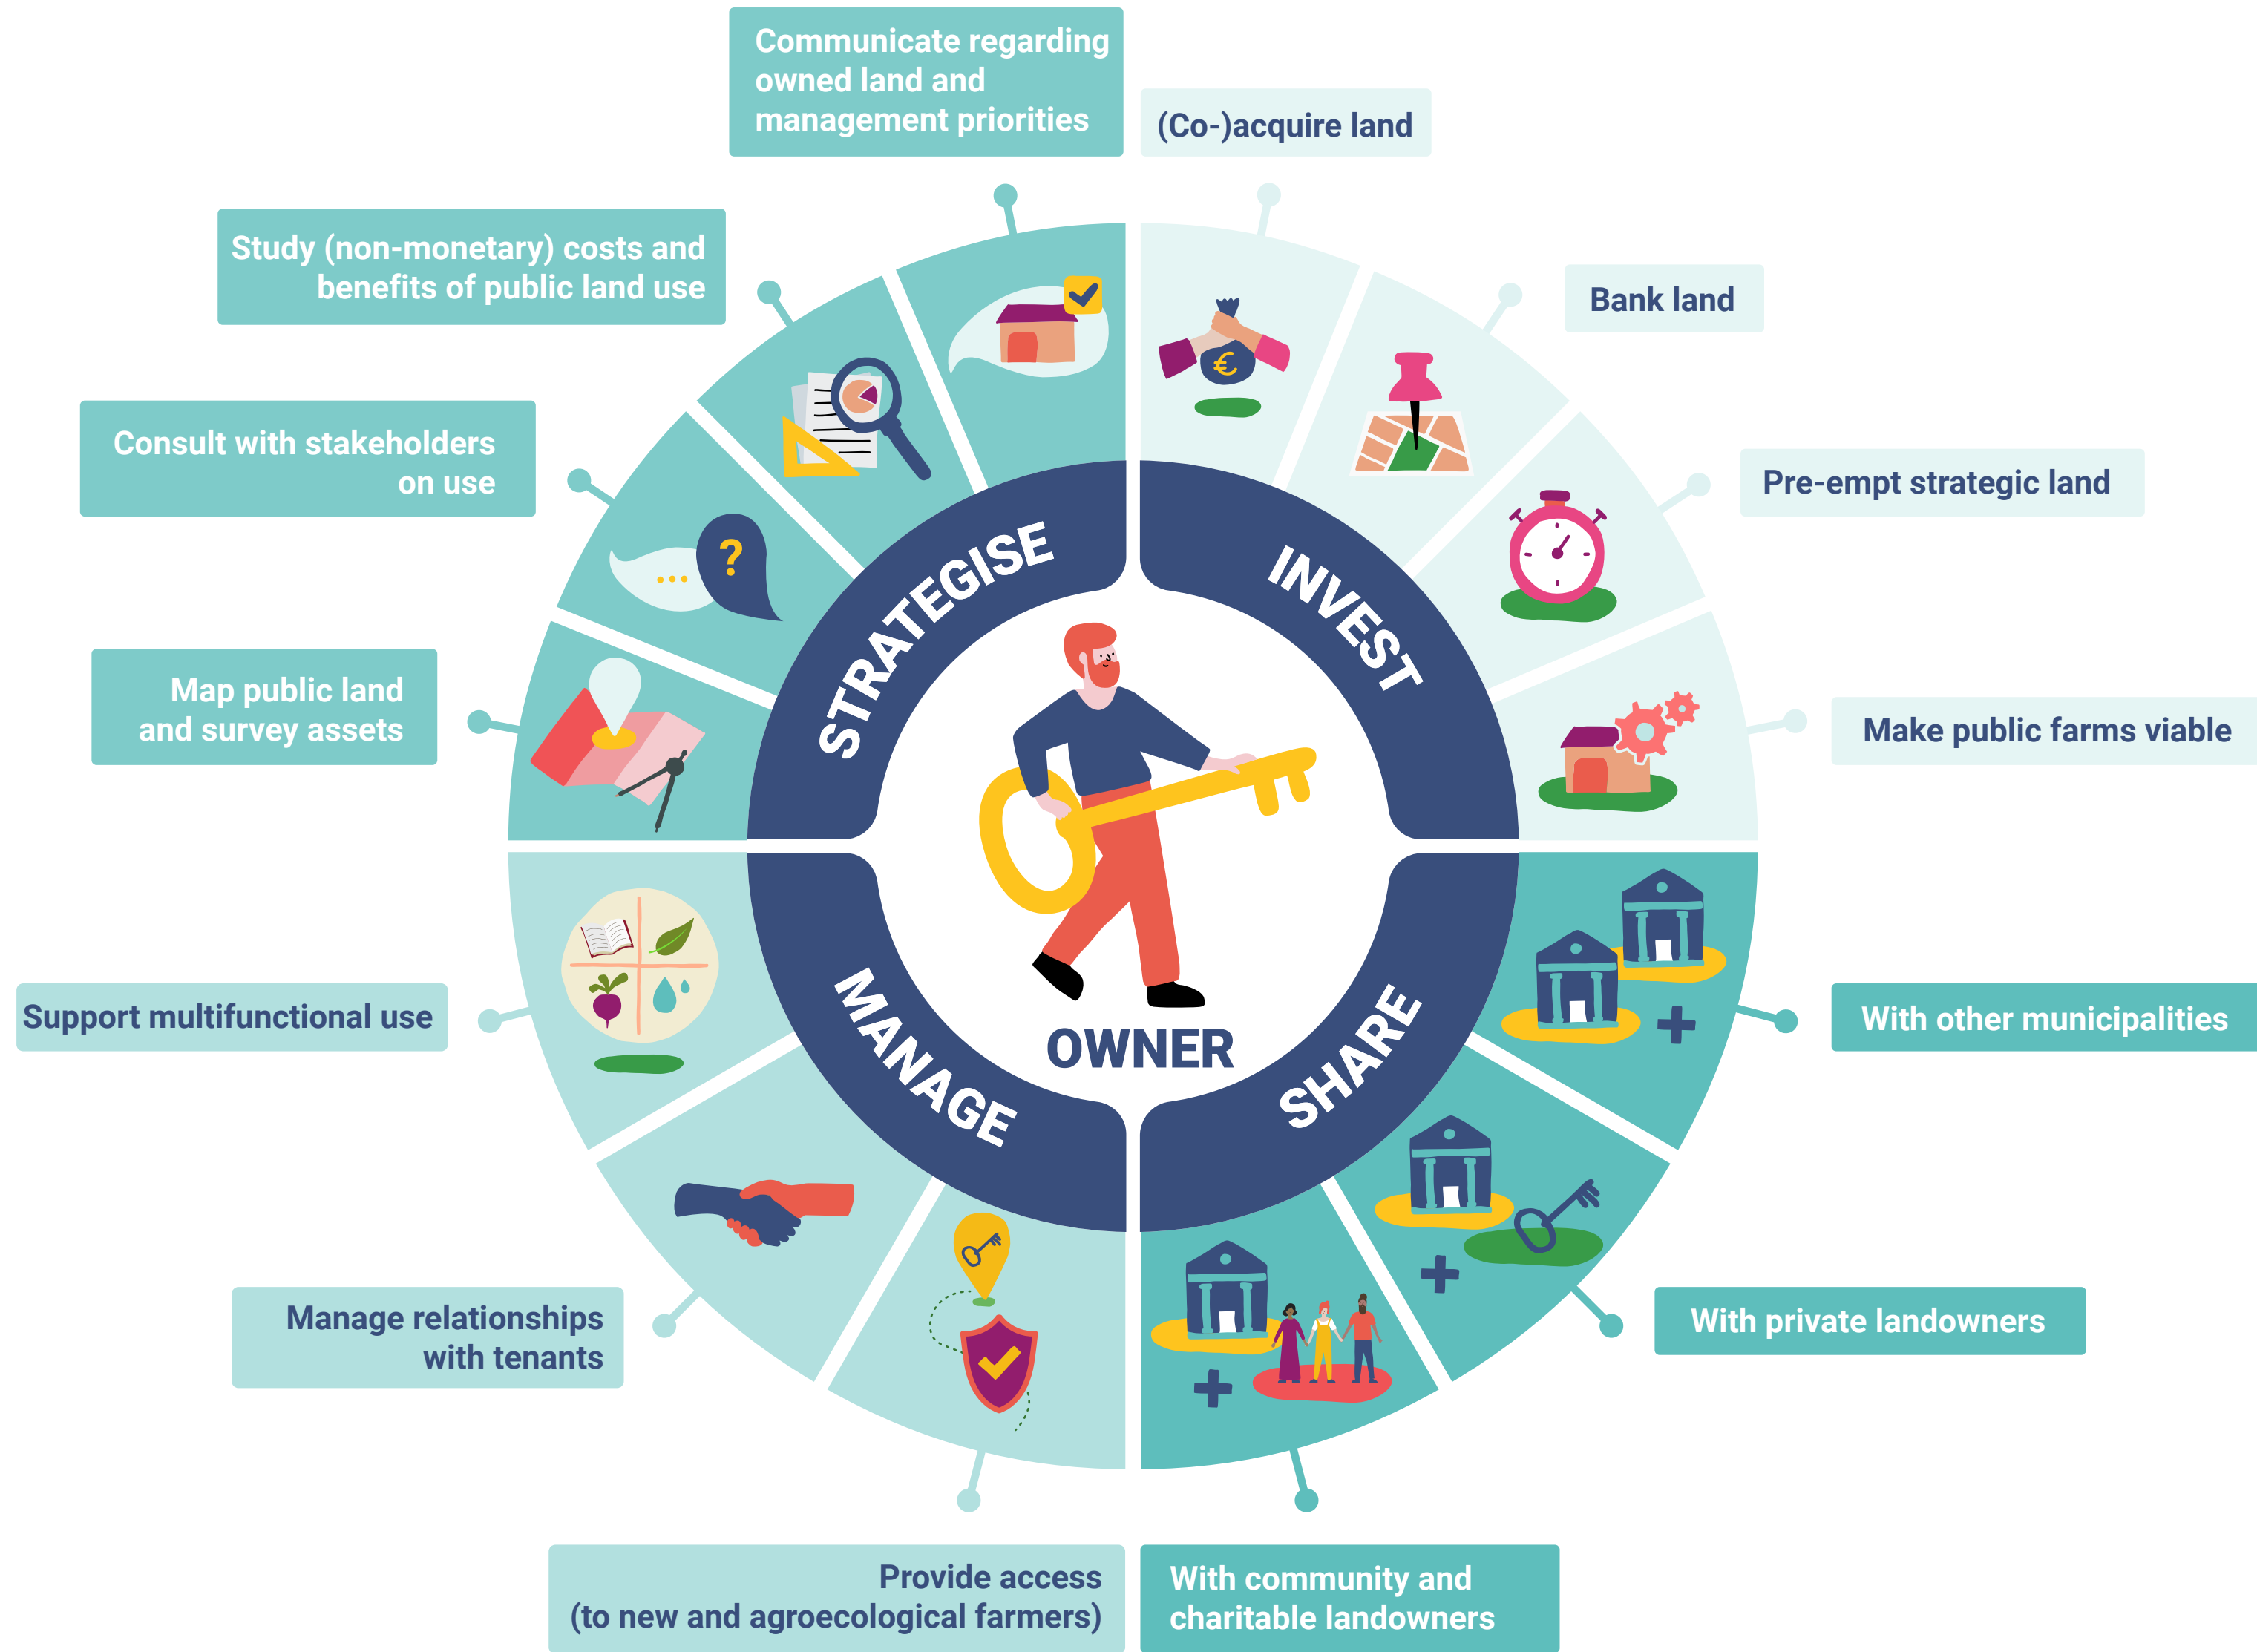 Communicate regarding
owned land and
management priorities
(Co-)acquire land
Study (non-monetary) costs and
benefits of public land use
Bank land
Consult with stakeholders
on use
Pre-empt strategic land
Map public land
and survey assets
Make public farms viable
STRATEGISE
INVEST
?
€
Support multifunctional use
With other municipalities
MANAGE
SHARE
OWNER
Manage relationships
with tenants
With private landowners
Provide access
(to new and agroecological farmers)
With community and
charitable landowners